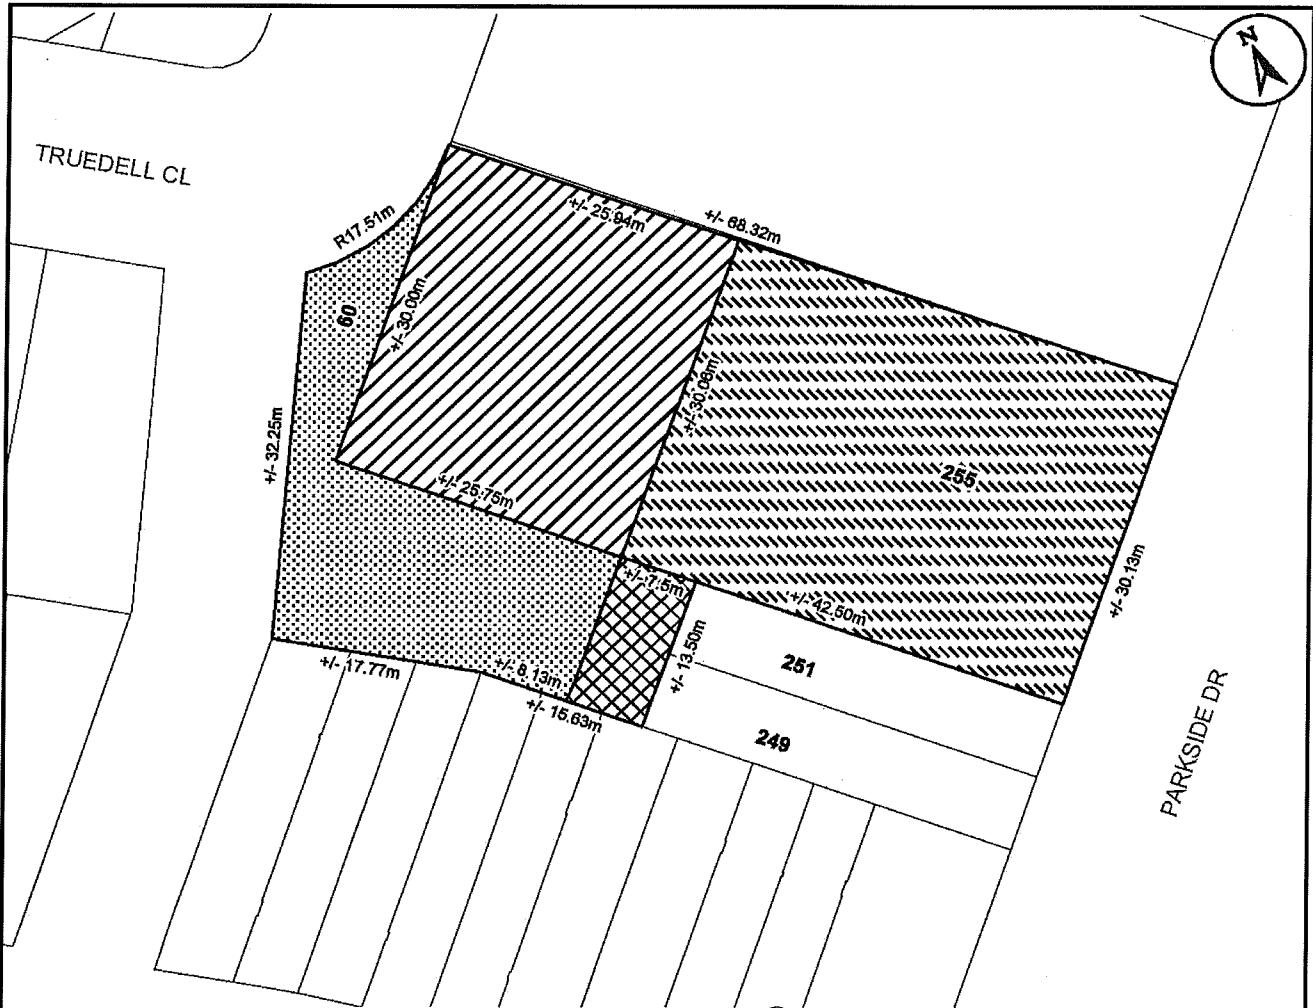 N
TRUEDELL CL
R17.51m
+/- 25.94m
+/- 68.32m
60
+/- 30.00m
+/- 30.06m
+/- 32.25m
+/- 25.75m
255
+/- 7.5m
+/- 42.50m
+/- 30.13m
+/- 13.50m
251
+/- 17.77m
+/- 8.13m
+/- 15.63m
249
PARKSIDE DR